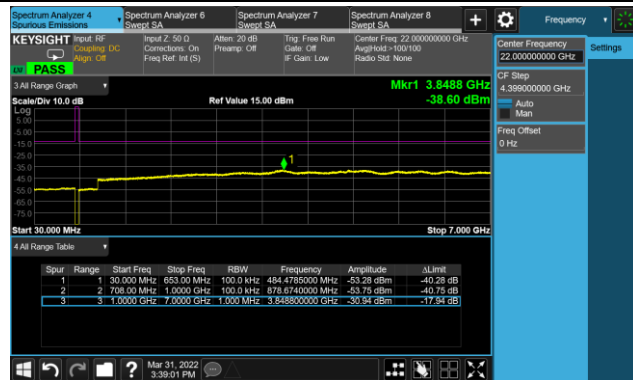 Spectrum Analyzer 4
Spurious Emissions
Spectrum Analyzer 6
Swept SA
Spectrum Analyzer 7
Swept SA
Spectrum Analyzer 8
Swept SA
+
Frequency
KEYSIGHT
Input: RF
Coupling: DC
Align: Off
Input Z: 50 Ω
Corrections: On
Freq Ref: Int (S)
Atten: 20 dB
Preamp: Off
Trig: Free Run
Gate: Off
IF Gain: Low
Center Freq: 22.000000000 GHz
Avg|Hold:>100/100
Radio Std: None
PASS
Center Frequency
22.000000000 GHz
Settings
CF Step
4.399000000 GHz
Auto
Man
Freq Offset
0 Hz
3 All Range Graph
Mkr1 3.8488 GHz
-38.60 dBm
Scale/Div 10.0 dB
Ref Value 15.00 dBm
Log
5.00
-5.00
-15.0
-25.0
-35.0
-45.0
-55.0
-65.0
-75.0
1
Start 30.000 MHz
Stop 7.000 GHz
4 All Range Table
Spur Range Start Freq Stop Freq RBW Frequency Amplitude ΔLimit
1 1 30.000 MHz 653.00 MHz 100.0 kHz 484.4785000 MHz -53.28 dBm -40.28 dB
2 2 708.00 MHz 1.0000 GHz 100.0 kHz 878.6740000 MHz -53.75 dBm -40.75 dB
3 3 1.0000 GHz 7.0000 GHz 1.000 MHz 3.848800000 GHz -30.94 dBm -17.94 dB
?
Mar 31, 2022
3:39:01 PM